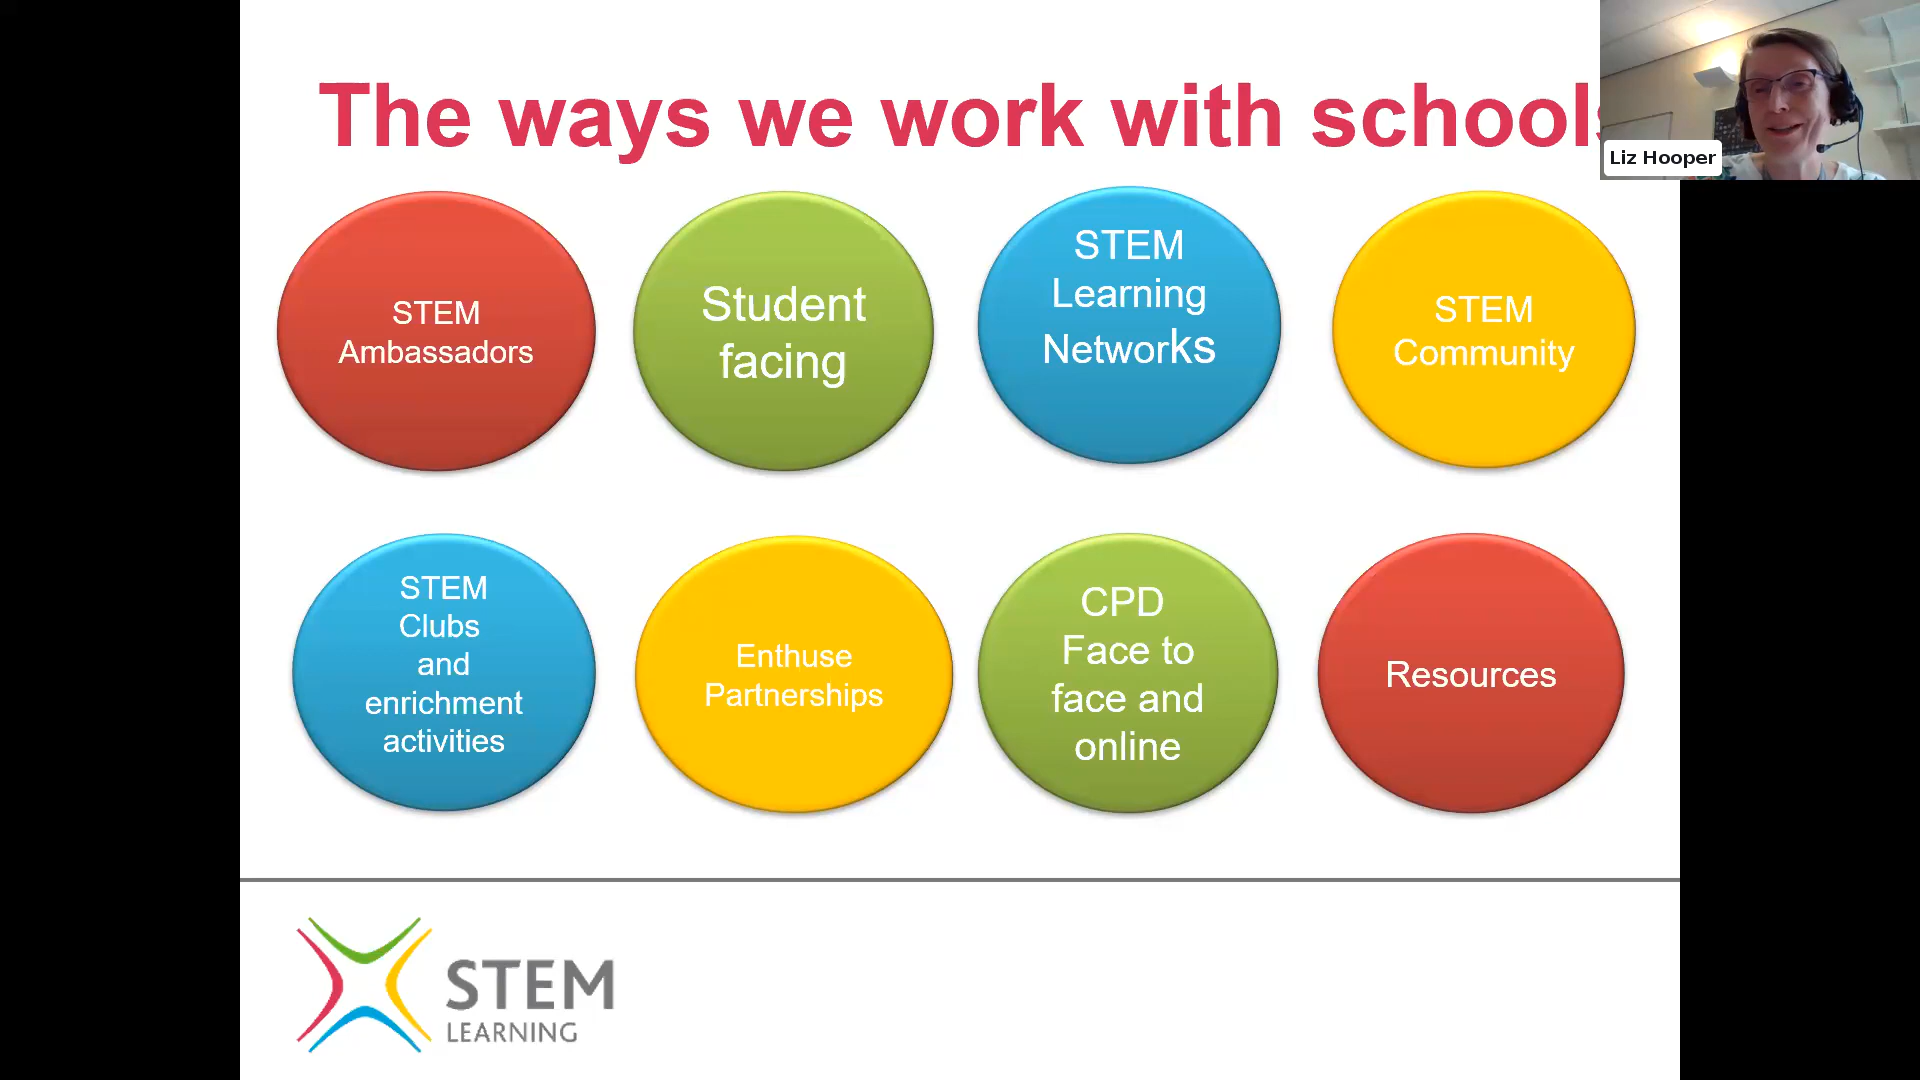 The ways we work with schools
Liz Hooper
STEM
Ambassadors
Student
facing
STEM
Learning
Networks
STEM
Community
STEM
Clubs
and
enrichment
activities
Enthuse
Partnerships
CPD
Face to
face and
online
Resources
STEM
LEARNING